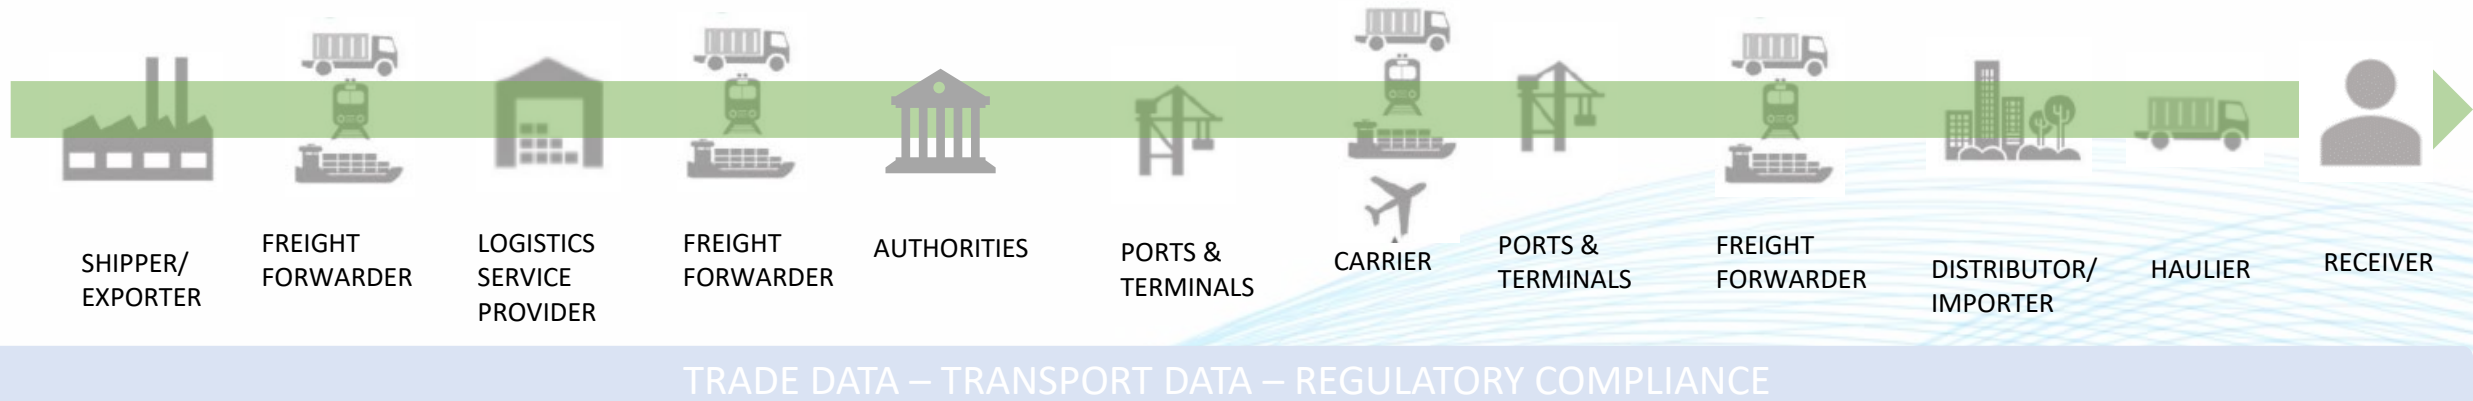 SHIPPER/
EXPORTER
FREIGHT
FORWARDER
LOGISTICS
SERVICE
PROVIDER
FREIGHT
FORWARDER
AUTHORITIES
PORTS &
TERMINALS
CARRIER
PORTS &
TERMINALS
FREIGHT
FORWARDER
DISTRIBUTOR/
IMPORTER
HAULIER
RECEIVER
TRADE DATA – TRANSPORT DATA – REGULATORY COMPLIANCE